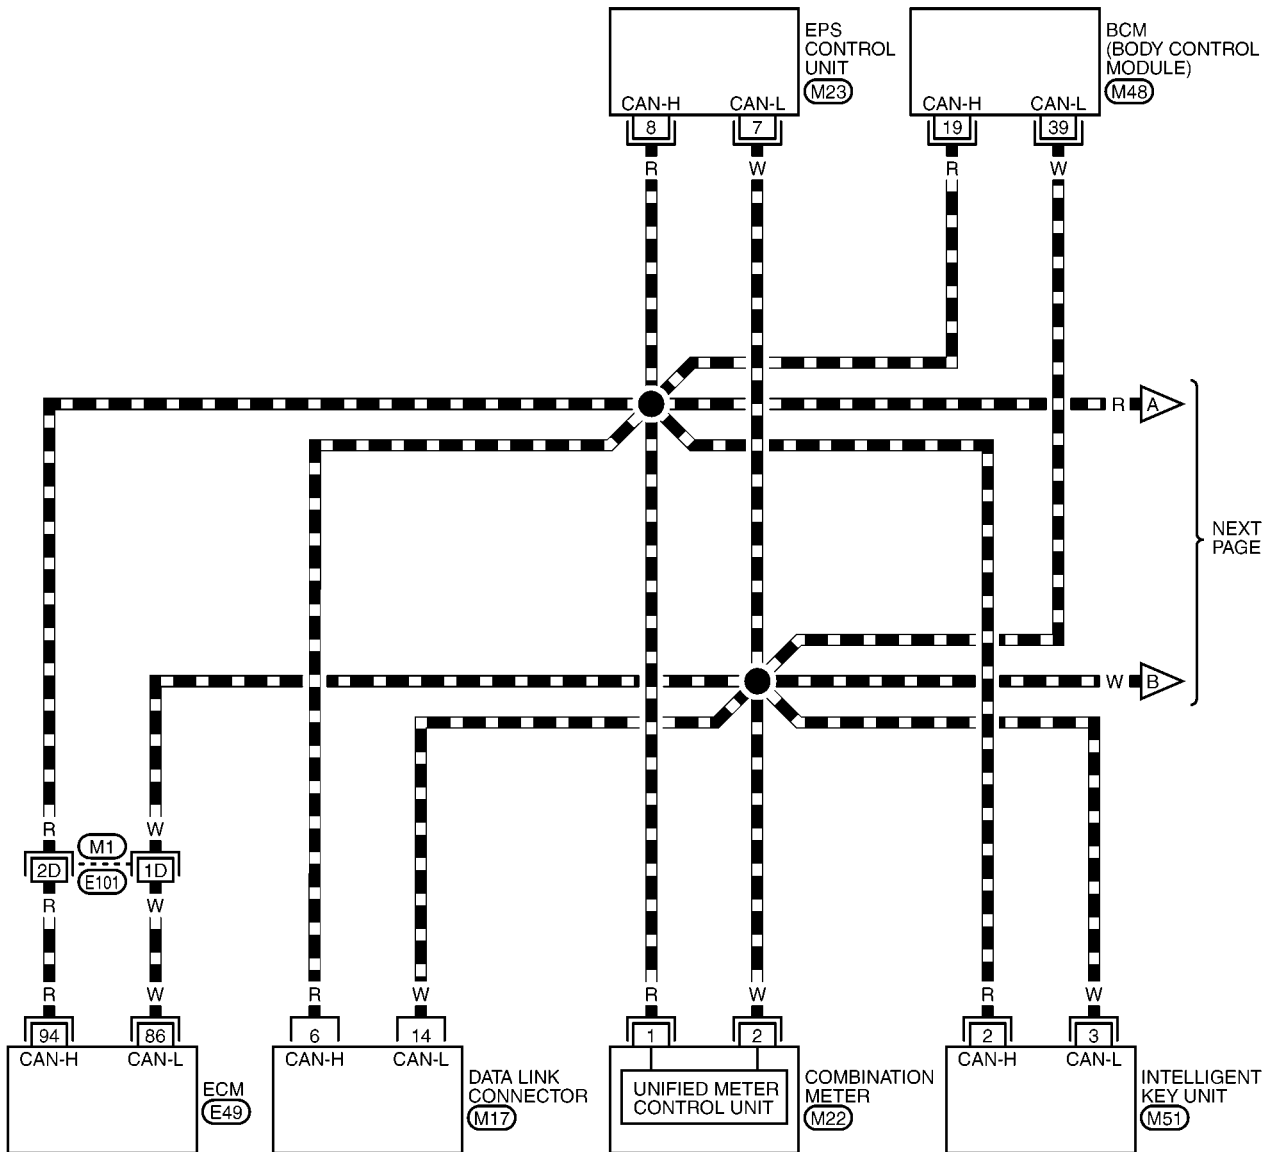 EPS
CONTROL
UNIT
M23
BCM
(BODY CONTROL
MODULE)
M48
CAN-H
CAN-L
CAN-H
CAN-L
8
7
19
39
R
W
R
W
R
A
NEXT
PAGE
W
B
R
W
M1
2D
1D
E101
R
W
R
W
R
W
R
W
R
W
94
86
6
14
1
2
2
3
CAN-H
CAN-L
CAN-H
CAN-L
CAN-H
CAN-L
ECM
E49
DATA LINK
CONNECTOR
M17
UNIFIED METER
CONTROL UNIT
COMBINATION
METER
M22
INTELLIGENT
KEY UNIT
M51